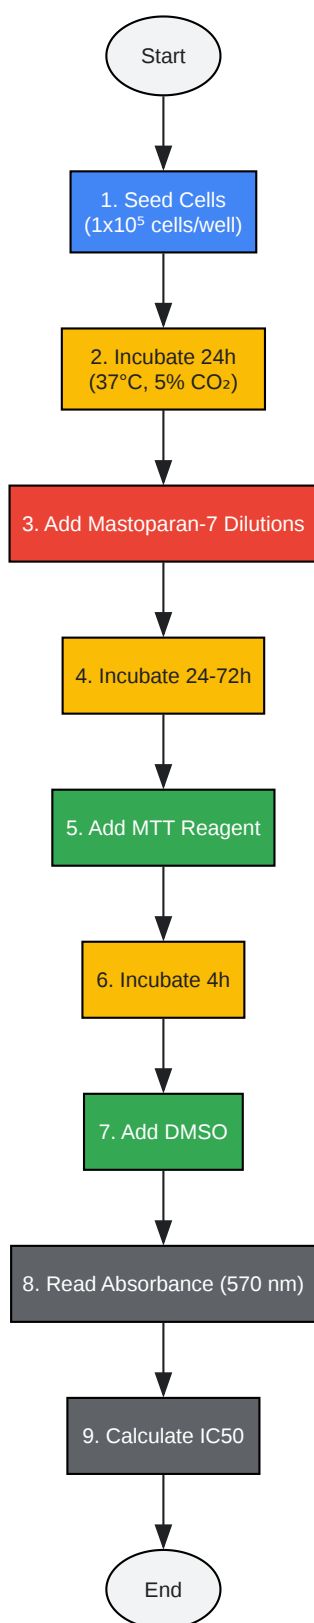 Start
1. Seed Cells
(1x10⁵ cells/well)
2. Incubate 24h
(37°C, 5% CO₂)
3. Add Mastoparan-7 Dilutions
4. Incubate 24-72h
5. Add MTT Reagent
6. Incubate 4h
7. Add DMSO
8. Read Absorbance (570 nm)
9. Calculate IC50
End